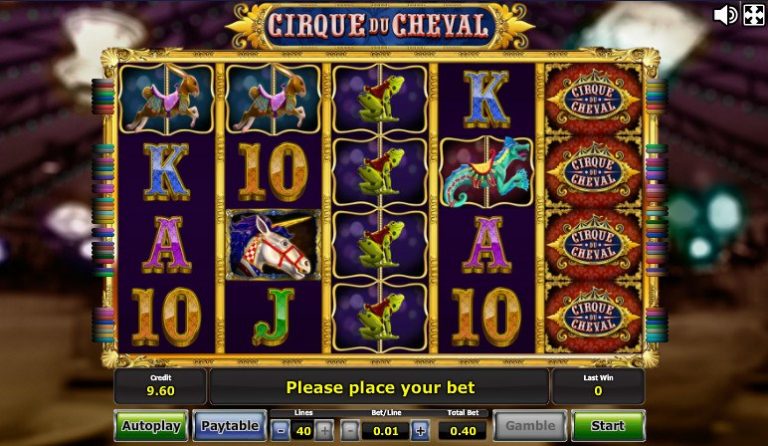 CIRQUE DU CHEVAL
K
CIRQUE DU CHEVAL
K 10
CIRQUE DU CHEVAL
A A
CIRQUE DU CHEVAL
10 J 10
CIRQUE DU CHEVAL
Credit
9.60
Please place your bet
Last Win
0
Autoplay
Paytable
Lines
- 40 +
Bet/Line
- 0.01 +
Total Bet
0.40
Gamble
Start